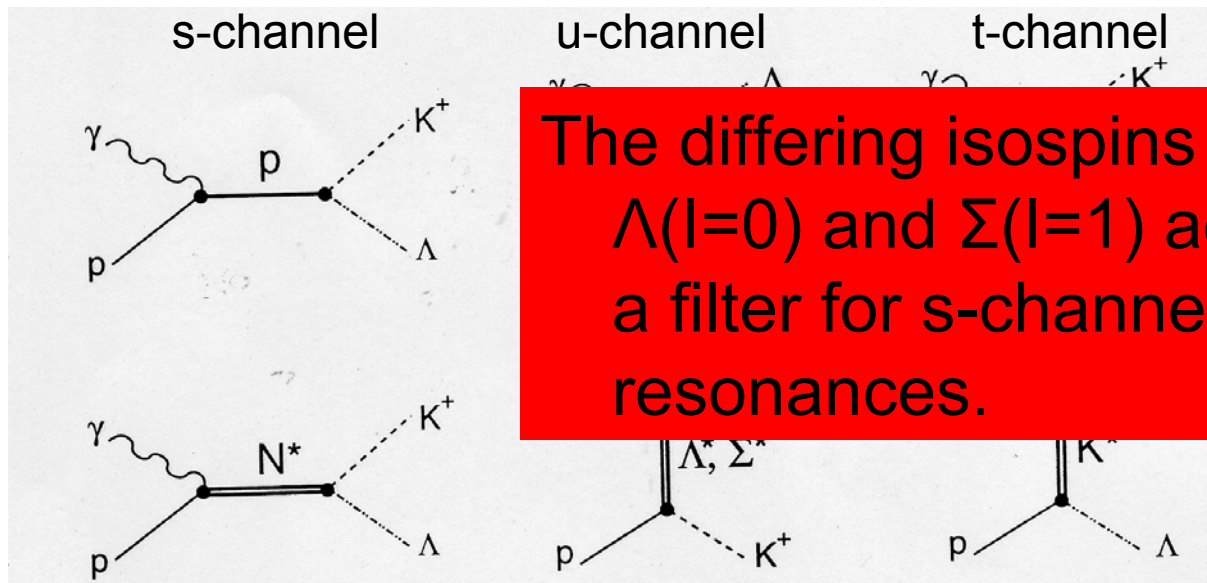 s-channel u-channel t-channel
γ p K⁺
p Λ
γ Λ
γ K⁺
The differing isospins
Λ(I=0) and Σ(I=1)
a filter for s-channe
resonances.
γ N* K⁺
p Λ
Λ*, Σ*
p K⁺
K*
p Λ